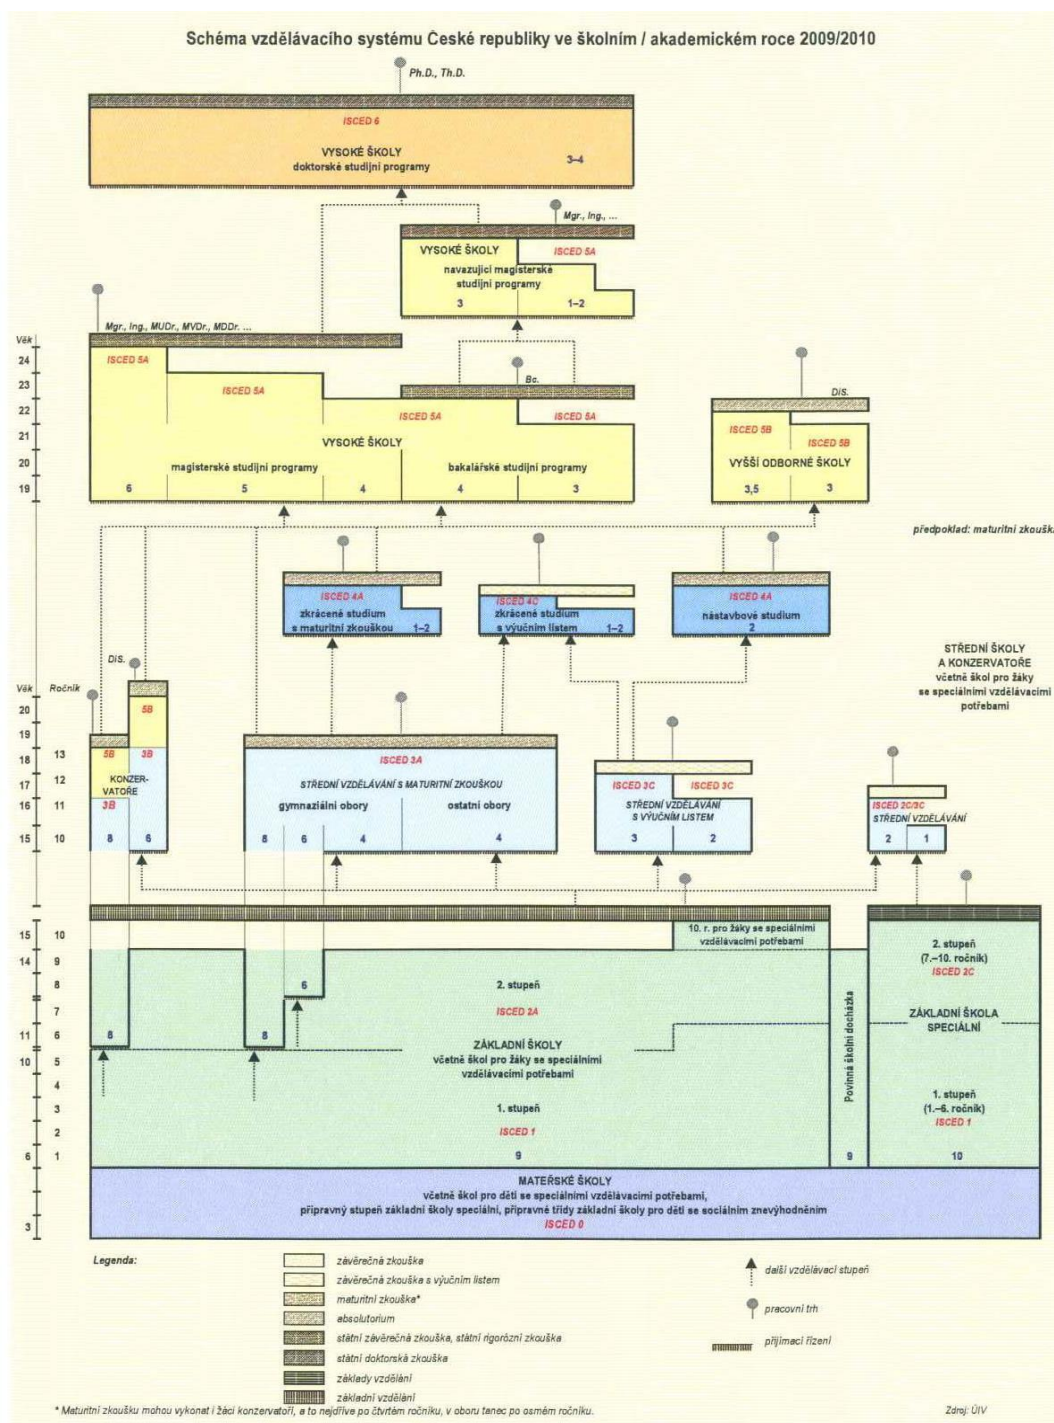 Schéma vzdělávacího systému České republiky ve školním / akademickém roce 2009/2010
Ph.D., Th.D.
ISCED 6
VYSOKÉ ŠKOLY
doktorské studijní programy
3–4
Mgr., Ing., ...
VYSOKÉ ŠKOLY
ISCED 5A
navazující magisterské
studijní programy
3
1–2
Věk
Mgr., Ing., MUDr., MVDr., MDDr. ...
24
ISCED 5A
23
ISCED 5A
Bc.
DiS.
22
ISCED 5A
ISCED 5A
ISCED 5B
21
VYSOKÉ ŠKOLY
ISCED 5B
20
magisterské studijní programy
bakalářské studijní programy
VYŠŠÍ ODBORNÉ ŠKOLY
19
6
5
4
4
3
3,5
3
předpoklad: maturitní zkoušk
ISCED 4A
zkrácené studium
s maturitní zkouškou
1–2
ISCED 4C
zkrácené studium
s výučním listem
1–2
ISCED 4A
nástavbové studium
2
STŘEDNÍ ŠKOLY
A KONZERVATOŘE
včetně škol pro žáky
se speciálními vzdělávacími
potřebami
Věk
Ročník
DiS.
20
5B
19
18
13
5B
3B
ISCED 3A
17
12
KONZER-
VATOŘE
STŘEDNÍ VZDĚLÁVÁNÍ S MATURITNÍ ZKOUŠKOU
ISCED 3C
ISCED 3C
16
11
3B
gymnaziální obory
ostatní obory
STŘEDNÍ VZDĚLÁVÁNÍ
S VÝUČNÍM LISTEM
ISCED 2C/3C
STŘEDNÍ VZDĚLÁVÁNÍ
15
10
8
6
8
6
4
4
3
2
2
1
15
10
10. r. pro žáky se speciálními
vzdělávacími potřebami
2. stupeň
(7.–10. ročník)
ISCED 2C
14
9
8
6
2. stupeň
7
ISCED 2A
ZÁKLADNÍ ŠKOLA
SPECIÁLNÍ
11
6
8
8
ZÁKLADNÍ ŠKOLY
včetně škol pro žáky se speciálními
vzdělávacími potřebami
Povinná školní docházka
10
5
4
3
1. stupeň
1. stupeň
(1.–6. ročník)
2
ISCED 1
ISCED 1
6
1
9
9
10
MATEŘSKÉ ŠKOLY
včetně škol pro děti se speciálními vzdělávacími potřebami,
přípravný stupeň základní školy speciální, přípravné třídy základní školy pro děti se sociálním znevýhodněním
3
ISCED 0
Legenda:
závěrečná zkouška
závěrečná zkouška s výučním listem
maturitní zkouška*
absolutorium
státní závěrečná zkouška, státní rigorózní zkouška
státní doktorská zkouška
základy vzdělání
základní vzdělání
další vzdělávací stupeň
pracovní trh
přijímací řízení
* Maturitní zkoušku mohou vykonat i žáci konzervatoří, a to nejdříve po čtvrtém ročníku, v oboru tanec po osmém ročníku.
Zdroj: ÚIV